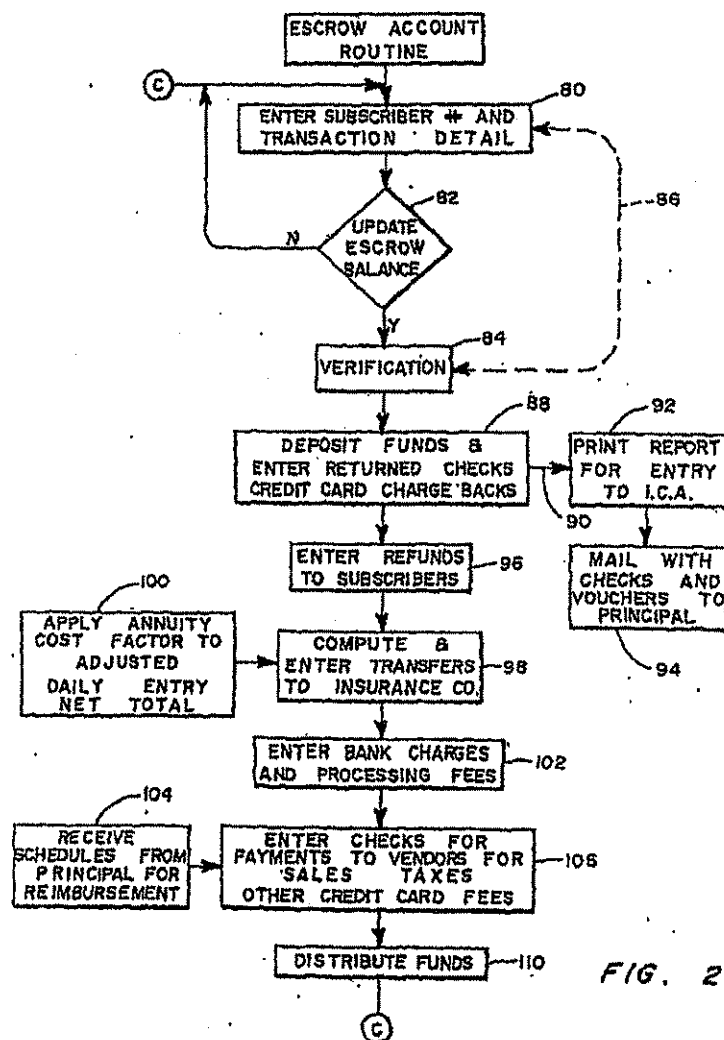 ESCROW ACCOUNT
ROUTINE
C
80
ENTER SUBSCRIBER # AND
TRANSACTION DETAIL
82
UPDATE
ESCROW
BALANCE
N
86
Y
84
VERIFICATION
88
DEPOSIT FUNDS &
ENTER RETURNED CHECKS
CREDIT CARD CHARGE BACKS
90
92
PRINT REPORT
FOR ENTRY
TO I.C.A.
MAIL WITH
CHECKS AND
VOUCHERS TO
PRINCIPAL
94
ENTER REFUNDS
TO SUBSCRIBERS
96
100
APPLY ANNUITY
COST FACTOR TO
ADJUSTED
DAILY ENTRY
NET TOTAL
COMPUTE &
ENTER TRANSFERS
TO INSURANCE CO.
98
ENTER BANK CHARGES
AND PROCESSING FEES
102
104
RECEIVE
SCHEDULES FROM
PRINCIPAL FOR
REIMBURSEMENT
ENTER CHECKS FOR
PAYMENTS TO VENDORS FOR
SALES TAXES
OTHER CREDIT CARD FEES
106
DISTRIBUTE FUNDS
110
C
FIG. 2